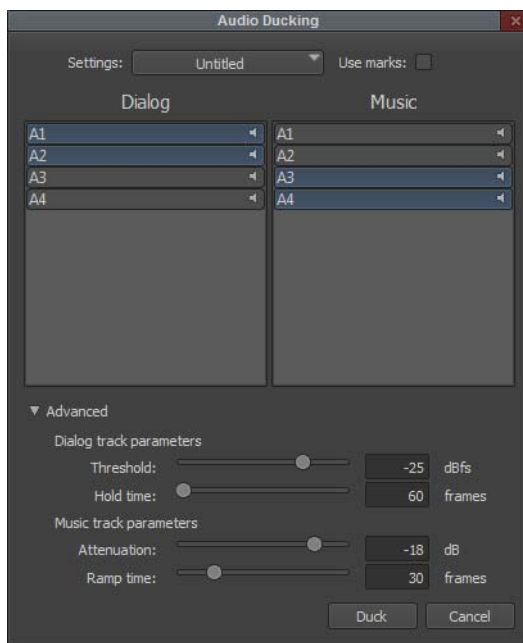 Audio Ducking
Settings: Untitled Use marks:
Dialog Music
A1 A1
A2 A2
A3 A3
A4 A4
Advanced
Dialog track parameters
Threshold: -25 dBfs
Hold time: 60 frames
Music track parameters
Attenuation: -18 dB
Ramp time: 30 frames
Duck Cancel